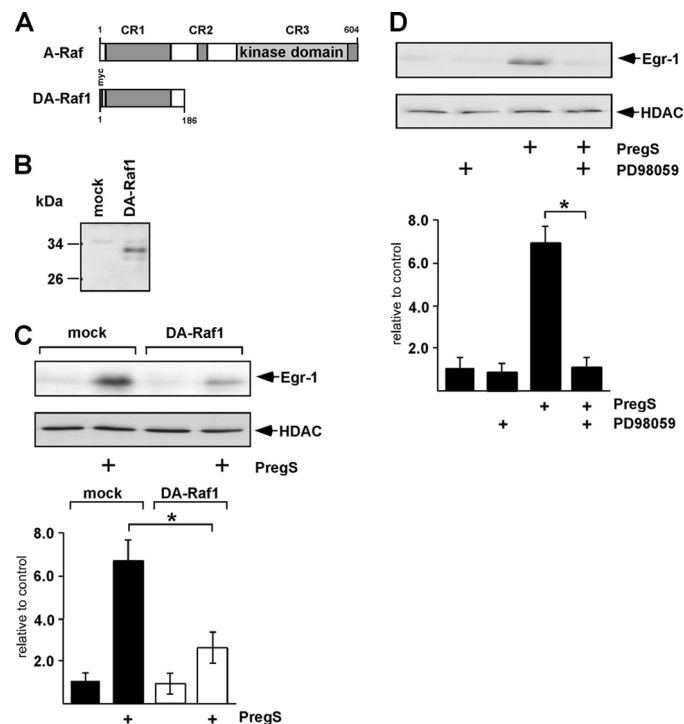 A
1 CR1 CR2 CR3 604
A-Raf kinase domain
myc
DA-Raf1
1 186
B
kDa mock DA-Raf1
34
26
C
mock DA-Raf1
Egr-1
HDAC
+ + PregS
mock DA-Raf1
relative to control
8.0
6.0
4.0
2.0
*
+ + PregS
D
Egr-1
HDAC
+ + PregS
+ + PD98059
relative to control
8.0
6.0
4.0
2.0
*
+ + PregS
+ + PD98059